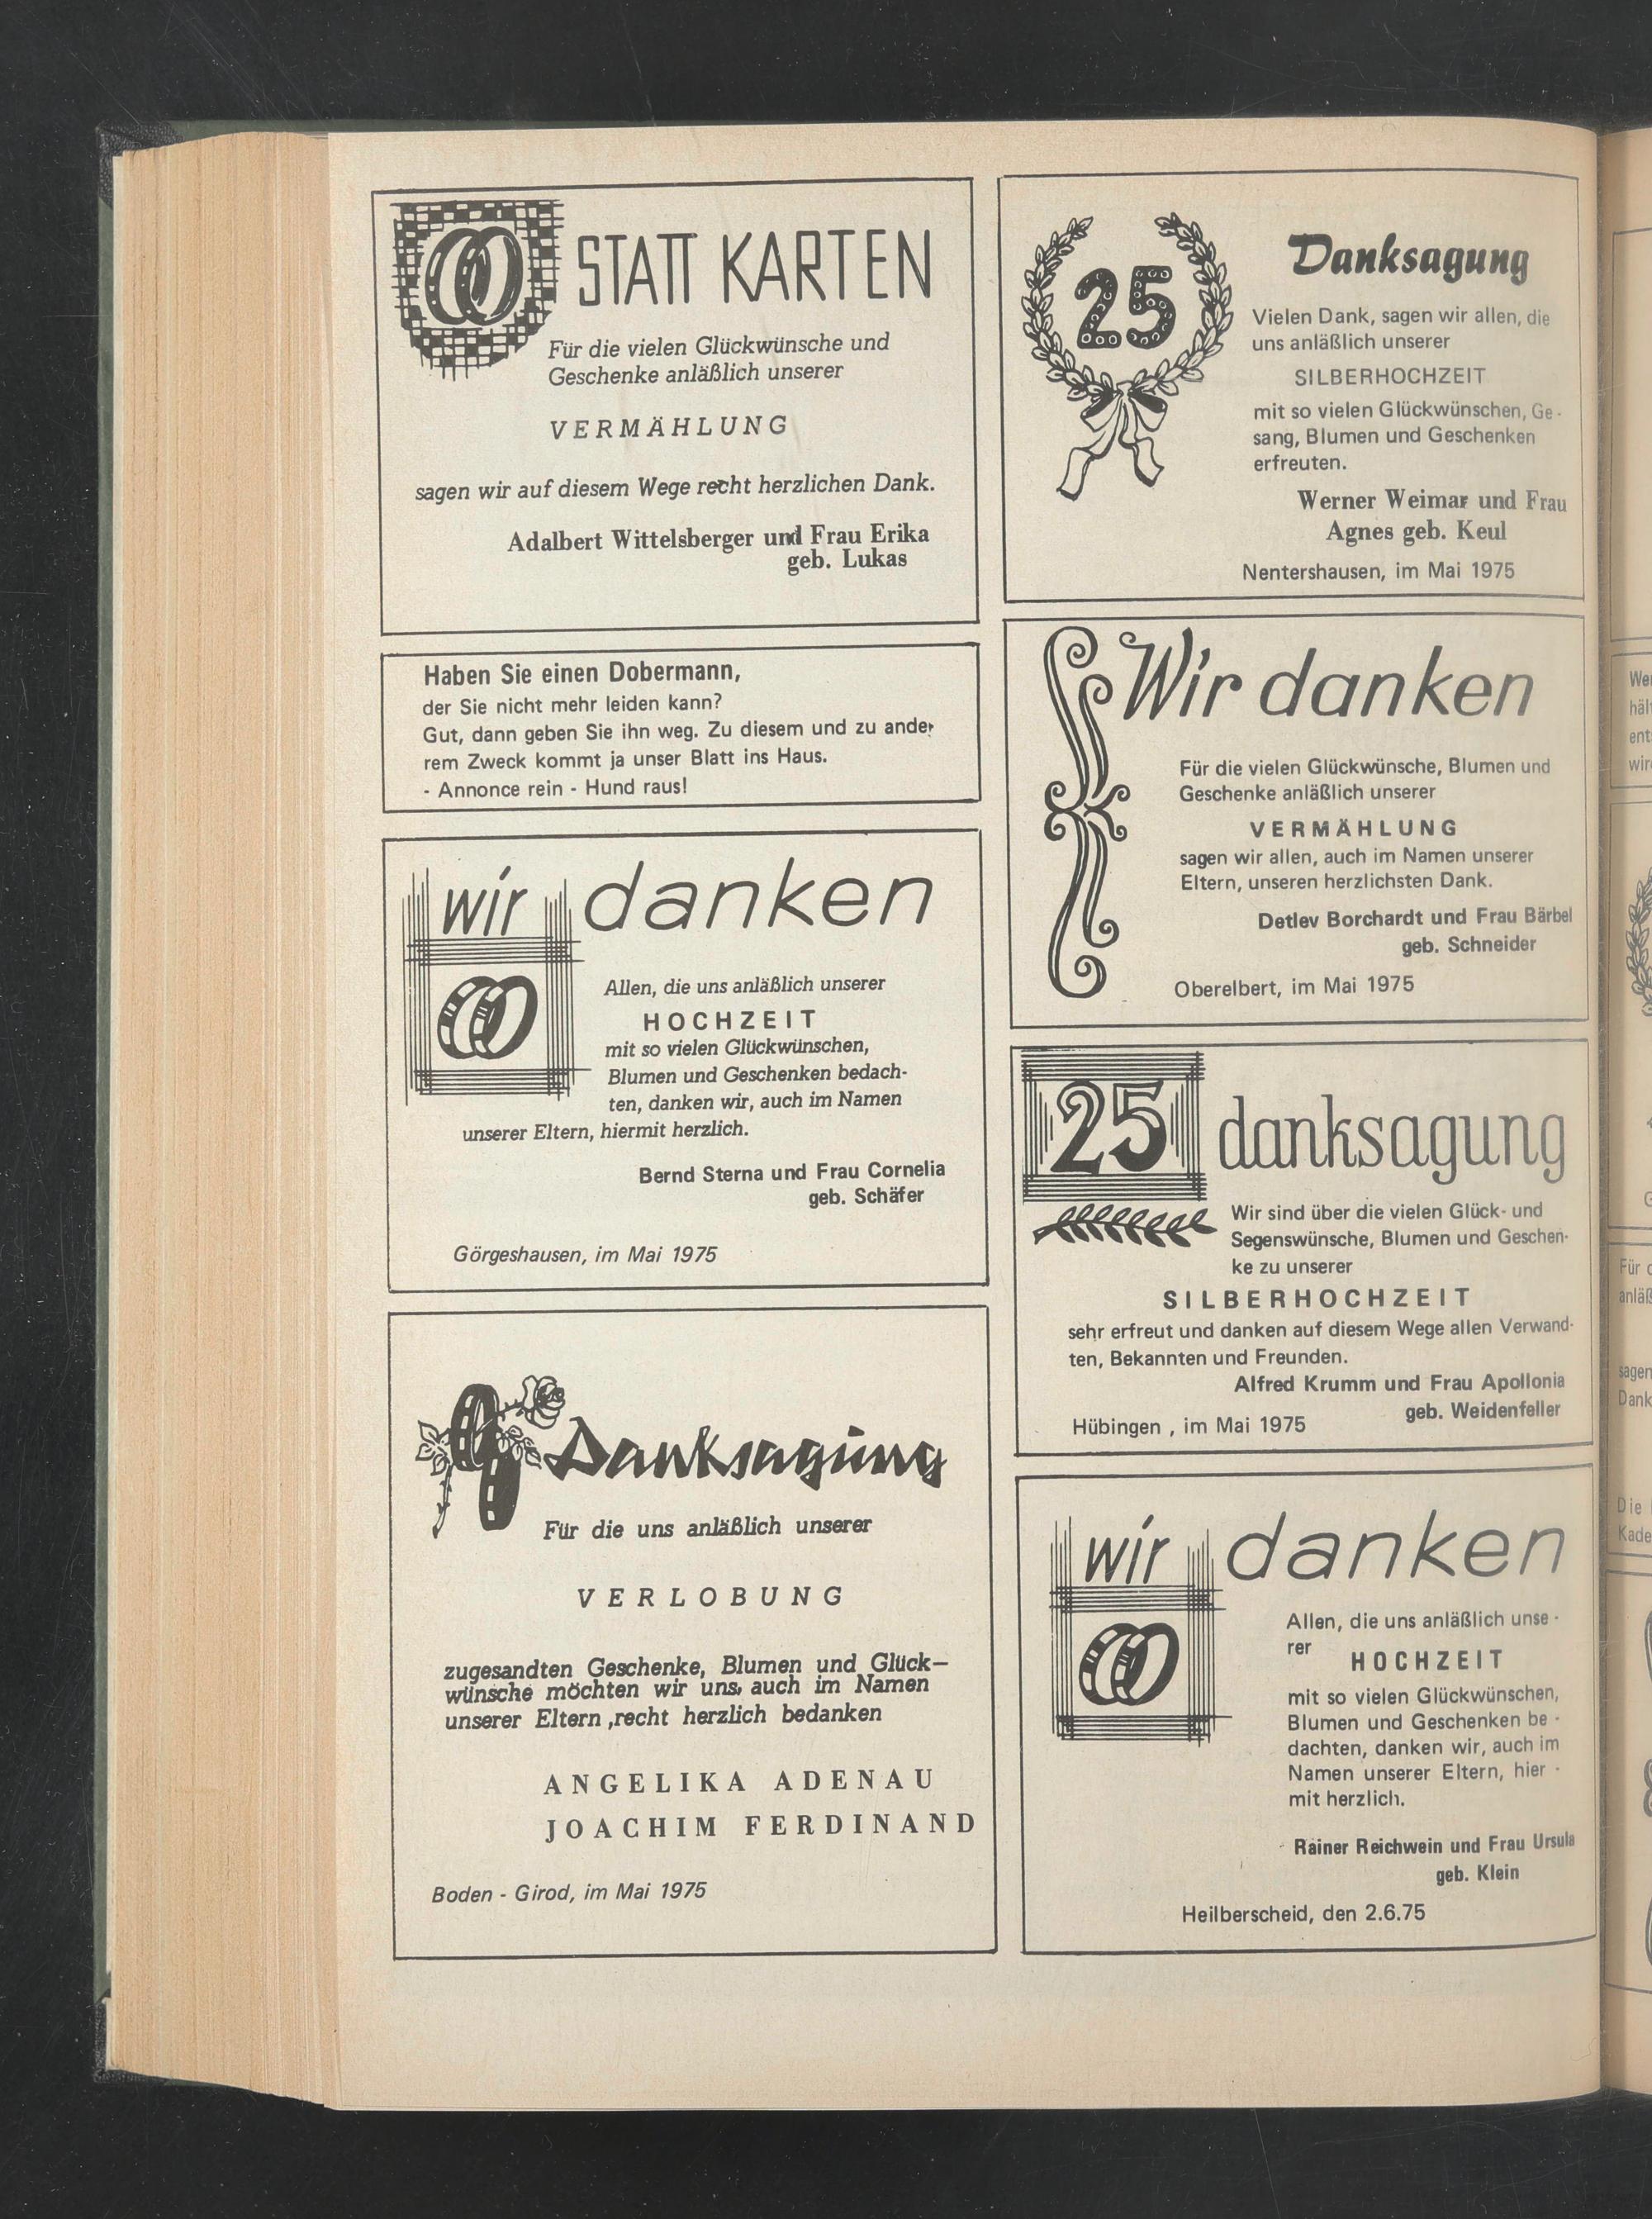 STATT KARTEN
Für die vielen Glückwünsche und
Geschenke anläßlich unserer
VERMÄHLUNG
sagen wir auf diesem Wege recht herzlichen Dank.
Adalbert Wittelsberger und Frau Erika
geb. Lukas
Haben Sie einen Dobermann,
der Sie nicht mehr leiden kann?
Gut, dann geben Sie ihn weg. Zu diesem und zu ande-
rem Zweck kommt ja unser Blatt ins Haus.
- Annonce rein - Hund raus!
wir danken
Allen, die uns anläßlich unserer
HOCHZEIT
mit so vielen Glückwünschen,
Blumen und Geschenken bedach-
ten, danken wir, auch im Namen
unserer Eltern, hiermit herzlich.
Bernd Sterna und Frau Cornelia
geb. Schäfer
Görgeshausen, im Mai 1975
Danksagung
Für die uns anläßlich unserer
VERLOBUNG
zugesandten Geschenke, Blumen und Glück-
wünsche möchten wir uns, auch im Namen
unserer Eltern ,recht herzlich bedanken
ANGELIKA ADENAU
JOACHIM FERDINAND
Boden - Girod, im Mai 1975
25
Danksagung
Vielen Dank, sagen wir allen, die
uns anläßlich unserer
SILBERHOCHZEIT
mit so vielen Glückwünschen, Ge-
sang, Blumen und Geschenken
erfreuten.
Werner Weimar und Frau
Agnes geb. Keul
Nentershausen, im Mai 1975
Wir danken
Für die vielen Glückwünsche, Blumen und
Geschenke anläßlich unserer
VERMÄHLUNG
sagen wir allen, auch im Namen unserer
Eltern, unseren herzlichsten Dank.
Detlev Borchardt und Frau Bärbel
geb. Schneider
Oberelbert, im Mai 1975
25 danksagung
Wir sind über die vielen Glück- und
Segenswünsche, Blumen und Geschen-
ke zu unserer
SILBERHOCHZEIT
sehr erfreut und danken auf diesem Wege allen Verwand-
ten, Bekannten und Freunden.
Alfred Krumm und Frau Apollonia
geb. Weidenfeller
Hübingen , im Mai 1975
wir danken
Allen, die uns anläßlich unse-
rer
HOCHZEIT
mit so vielen Glückwünschen,
Blumen und Geschenken be-
dachten, danken wir, auch im
Namen unserer Eltern, hier-
mit herzlich.
Rainer Reichwein und Frau Ursula
geb. Klein
Heilberscheid, den 2.6.75